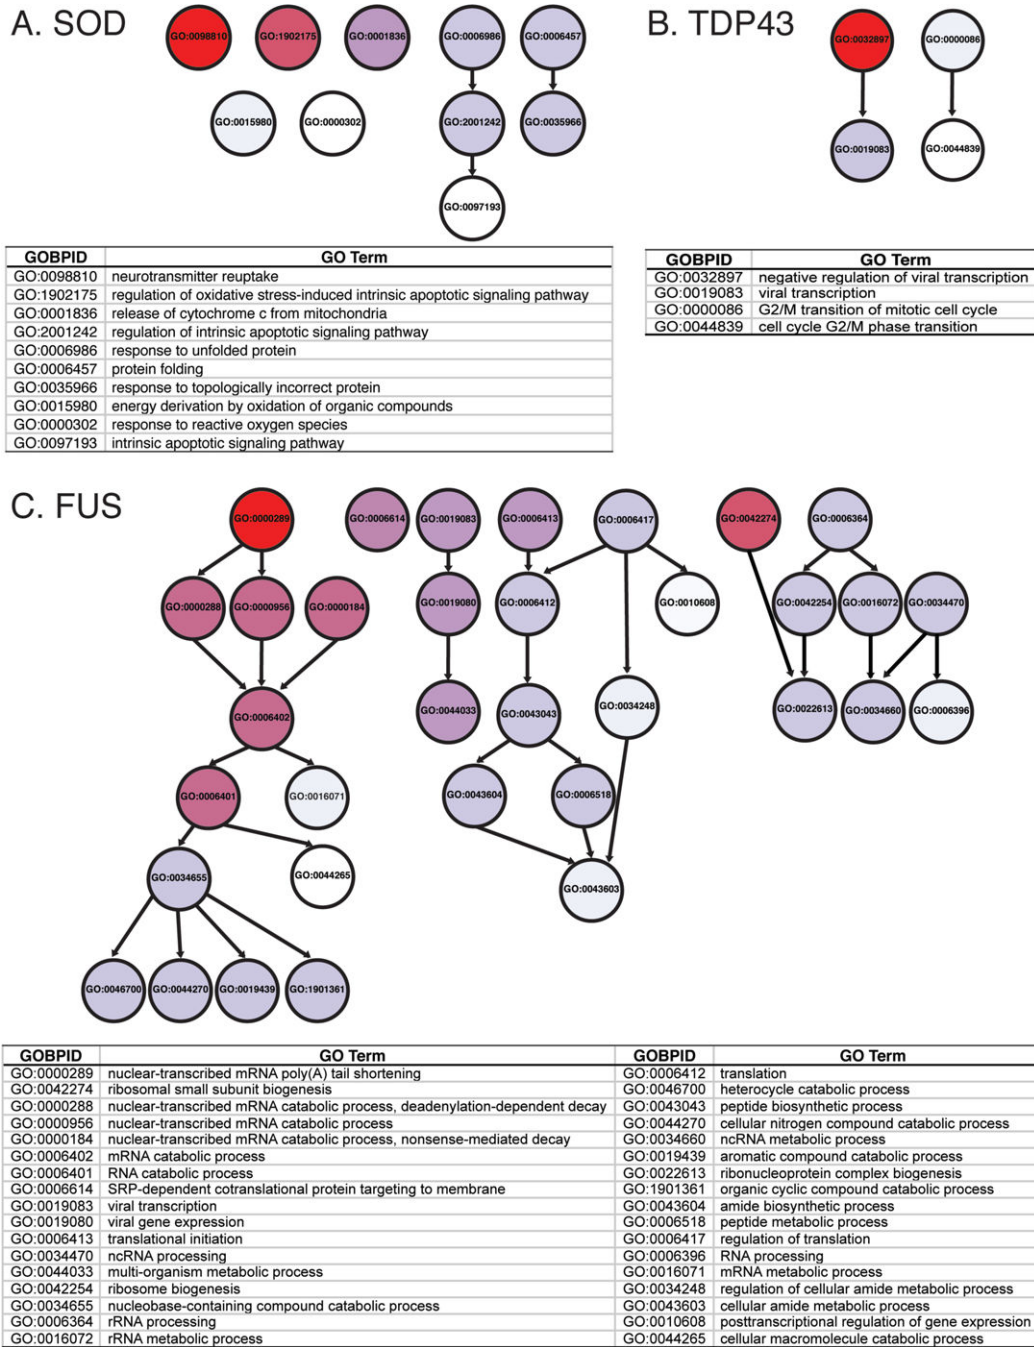 A. SOD
GO:0098810
GO:1902175
GO:0001836
GO:0006986
GO:0006457
GO:0015980
GO:0000302
GO:2001242
GO:0035966
GO:0097193
GOBPID GO Term
GO:0098810 neurotransmitter reuptake
GO:1902175 regulation of oxidative stress-induced intrinsic apoptotic signaling pathway
GO:0001836 release of cytochrome c from mitochondria
GO:2001242 regulation of intrinsic apoptotic signaling pathway
GO:0006986 response to unfolded protein
GO:0006457 protein folding
GO:0035966 response to topologically incorrect protein
GO:0015980 energy derivation by oxidation of organic compounds
GO:0000302 response to reactive oxygen species
GO:0097193 intrinsic apoptotic signaling pathway
B. TDP43
GO:0032897
GO:0000086
GO:0019083
GO:0044839
GOBPID GO Term
GO:0032897 negative regulation of viral transcription
GO:0019083 viral transcription
GO:0000086 G2/M transition of mitotic cell cycle
GO:0044839 cell cycle G2/M phase transition
C. FUS
GO:0000289
GO:0006614
GO:0019083
GO:0006413
GO:0006417
GO:0042274
GO:0006364
GO:0000288
GO:0000956
GO:0000184
GO:0019080
GO:0006412
GO:0010608
GO:0042254
GO:0016072
GO:0034470
GO:0006402
GO:0044033
GO:0043043
GO:0034248
GO:0022613
GO:0034660
GO:0006396
GO:0006401
GO:0016071
GO:0043604
GO:0006518
GO:0034655
GO:0044265
GO:0043603
GO:0046700
GO:0044270
GO:0019439
GO:1901361
GOBPID GO Term GOBPID GO Term
GO:0000289 nuclear-transcribed mRNA poly(A) tail shortening GO:0006412 translation
GO:0042274 ribosomal small subunit biogenesis GO:0046700 heterocycle catabolic process
GO:0000288 nuclear-transcribed mRNA catabolic process, deadenylation-dependent decay GO:0043043 peptide biosynthetic process
GO:0000956 nuclear-transcribed mRNA catabolic process GO:0044270 cellular nitrogen compound catabolic process
GO:0000184 nuclear-transcribed mRNA catabolic process, nonsense-mediated decay GO:0034660 ncRNA metabolic process
GO:0006402 mRNA catabolic process GO:0019439 aromatic compound catabolic process
GO:0006401 RNA catabolic process GO:0022613 ribonucleoprotein complex biogenesis
GO:0006614 SRP-dependent cotranslational protein targeting to membrane GO:1901361 organic cyclic compound catabolic process
GO:0019083 viral transcription GO:0043604 amide biosynthetic process
GO:0019080 viral gene expression GO:0006518 peptide metabolic process
GO:0006413 translational initiation GO:0006417 regulation of translation
GO:0034470 ncRNA processing GO:0006396 RNA processing
GO:0044033 multi-organism metabolic process GO:0016071 mRNA metabolic process
GO:0042254 ribosome biogenesis GO:0034248 regulation of cellular amide metabolic process
GO:0034655 nucleobase-containing compound catabolic process GO:0043603 cellular amide metabolic process
GO:0006364 rRNA processing GO:0010608 posttranscriptional regulation of gene expression
GO:0016072 rRNA metabolic process GO:0044265 cellular macromolecule catabolic process